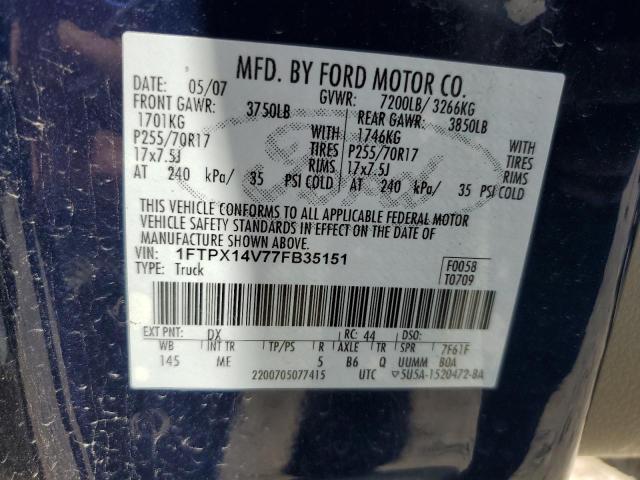 MFD. BY FORD MOTOR CO.
DATE: 05/07 GVWR: 7200LB/ 3266KG
FRONT GAWR: 3750LB REAR GAWR: 3850LB
1701KG WITH 1746KG WITH
P255/70R17 TIRES P255/70R17 TIRES
17x7.5J RIMS 17x7.5J RIMS
AT 240 kPa/ 35 PSI COLD AT 240 kPa/ 35 PSI COLD
Ford
THIS VEHICLE CONFORMS TO ALL APPLICABLE FEDERAL MOTOR
VEHICLE SAFETY STANDARDS IN EFFECT ON THE DATE OF
MANUFACTURE SHOWN ABOVE.
VIN: 1FTPX14V77FB35151 F0058
TYPE: Truck T0709
EXT PNT: DX RC: 44 DSO:
WB INT TR TP/PS R AXLE TR SPR 7F61F
145 ME 5 B6 Q UUMM BOA
2200705077415 UTC 5U5A-1520472-BA